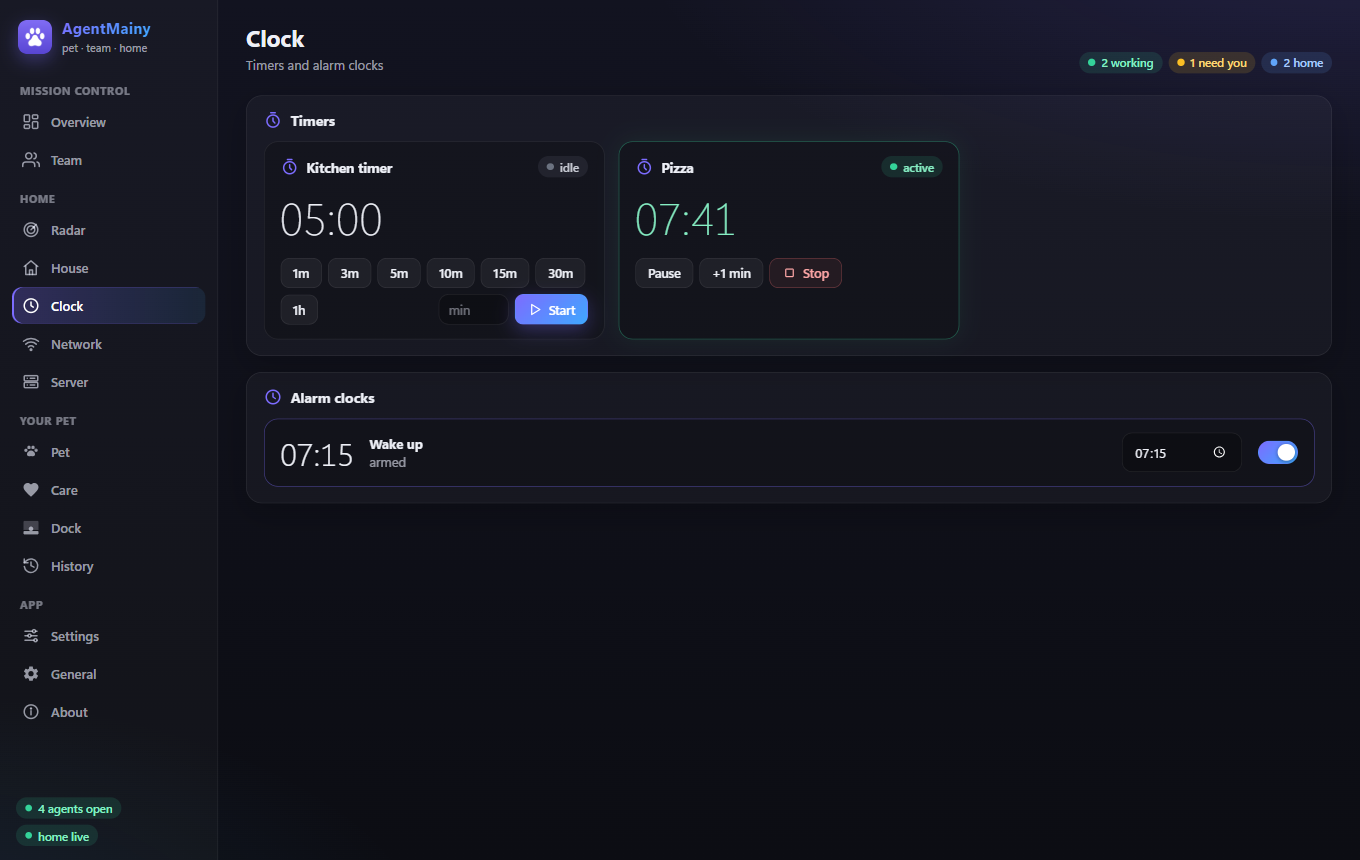 AgentMainy
pet · team · home
MISSION CONTROL
Overview
Team
HOME
Radar
House
Clock
Network
Server
YOUR PET
Pet
Care
Dock
History
APP
Settings
General
About
4 agents open
home live
Clock
Timers and alarm clocks
2 working 1 need you 2 home
Timers
Kitchen timer idle
05:00
1m 3m 5m 10m 15m 30m
1h min Start
Pizza active
07:41
Pause +1 min Stop
Alarm clocks
07:15 Wake up
armed
07:15